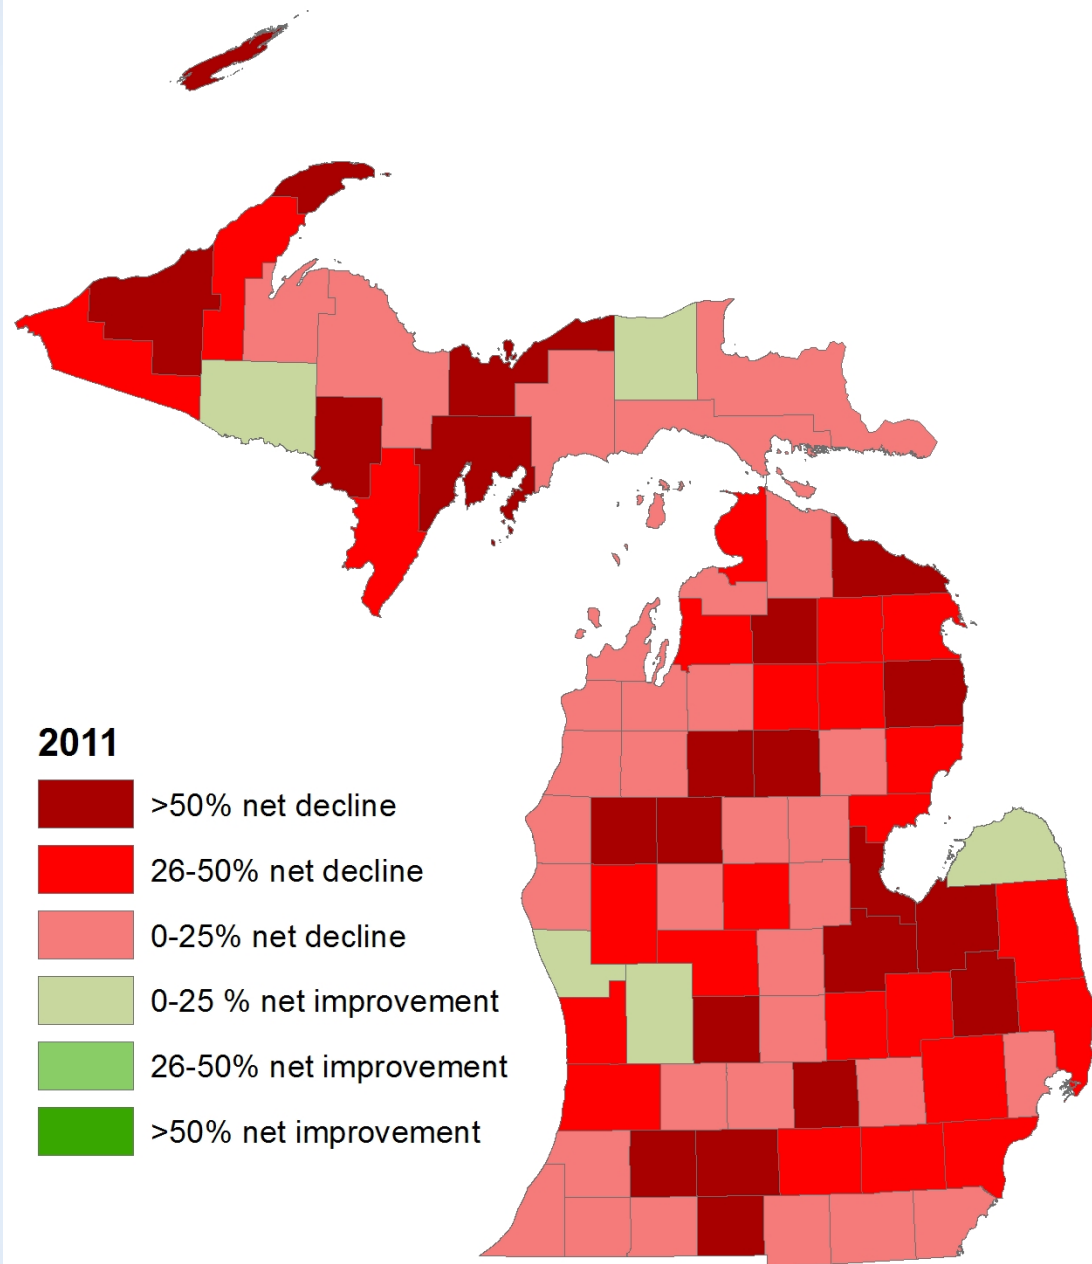 2011
>50% net decline
26-50% net decline
0-25% net decline
0-25 % net improvement
26-50% net improvement
>50% net improvement